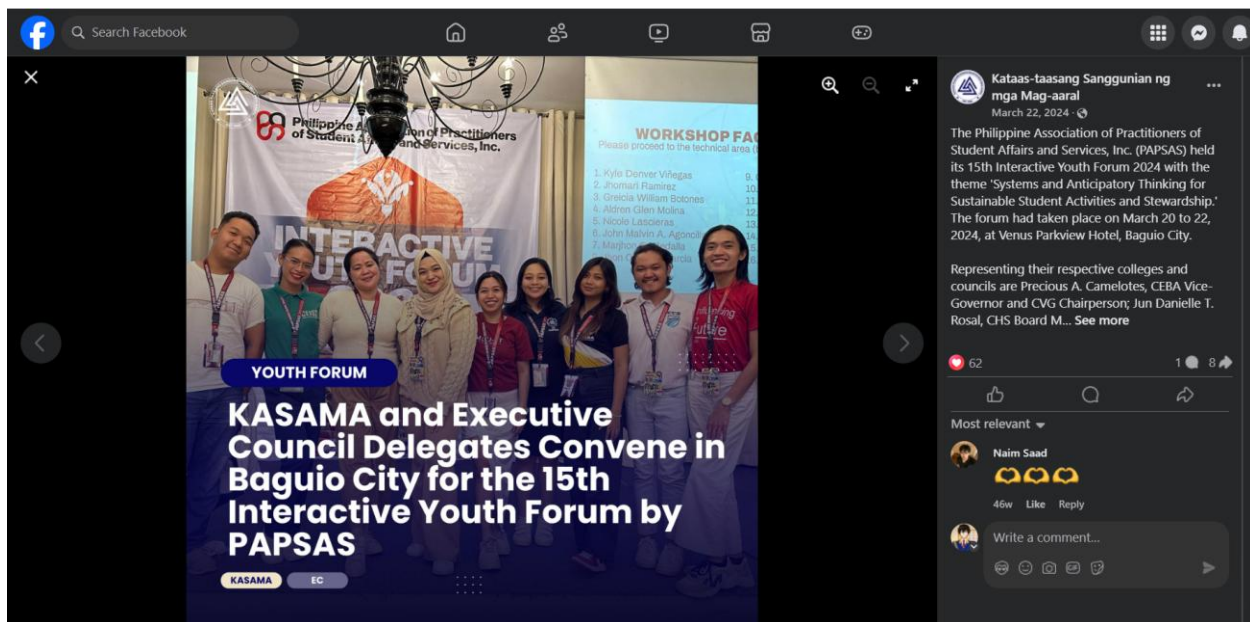 Search Facebook
Philippine Association of Practitioners
of Student Affairs and Services, Inc.
INTERACTIVE
YOUTH FORUM
WORKSHOP
Please proceed to the technical area
1. Kyle Denver Viñegas
2. Jhomari Ramirez
3. Greicia William Botones
4. Aldren Glen Molina
5. Nicole Lascieras
6. John Malvin A.
YOUTH FORUM
KASAMA and Executive
Council Delegates Convene in
Baguio City for the 15th
Interactive Youth Forum by
PAPSAS
KASAMA
EC
Kataas-taasang Sanggunian ng
mga Mag-aaral
March 22, 2024 ·
The Philippine Association of Practitioners of
Student Affairs and Services, Inc. (PAPSAS) held
its 15th Interactive Youth Forum 2024 with the
theme 'Systems and Anticipatory Thinking for
Sustainable Student Activities and Stewardship.'
The forum had taken place on March 20 to 22,
2024, at Venus Parkview Hotel, Baguio City.
Representing their respective colleges and
councils are Precious A. Camelotes, CEBA Vice-
Governor and CVG Chairperson; Jun Danielle T.
Rosal, CHS Board M... See more
62
1
8
Most relevant
Naim Saad
46w Like Reply
Write a comment...
GIF